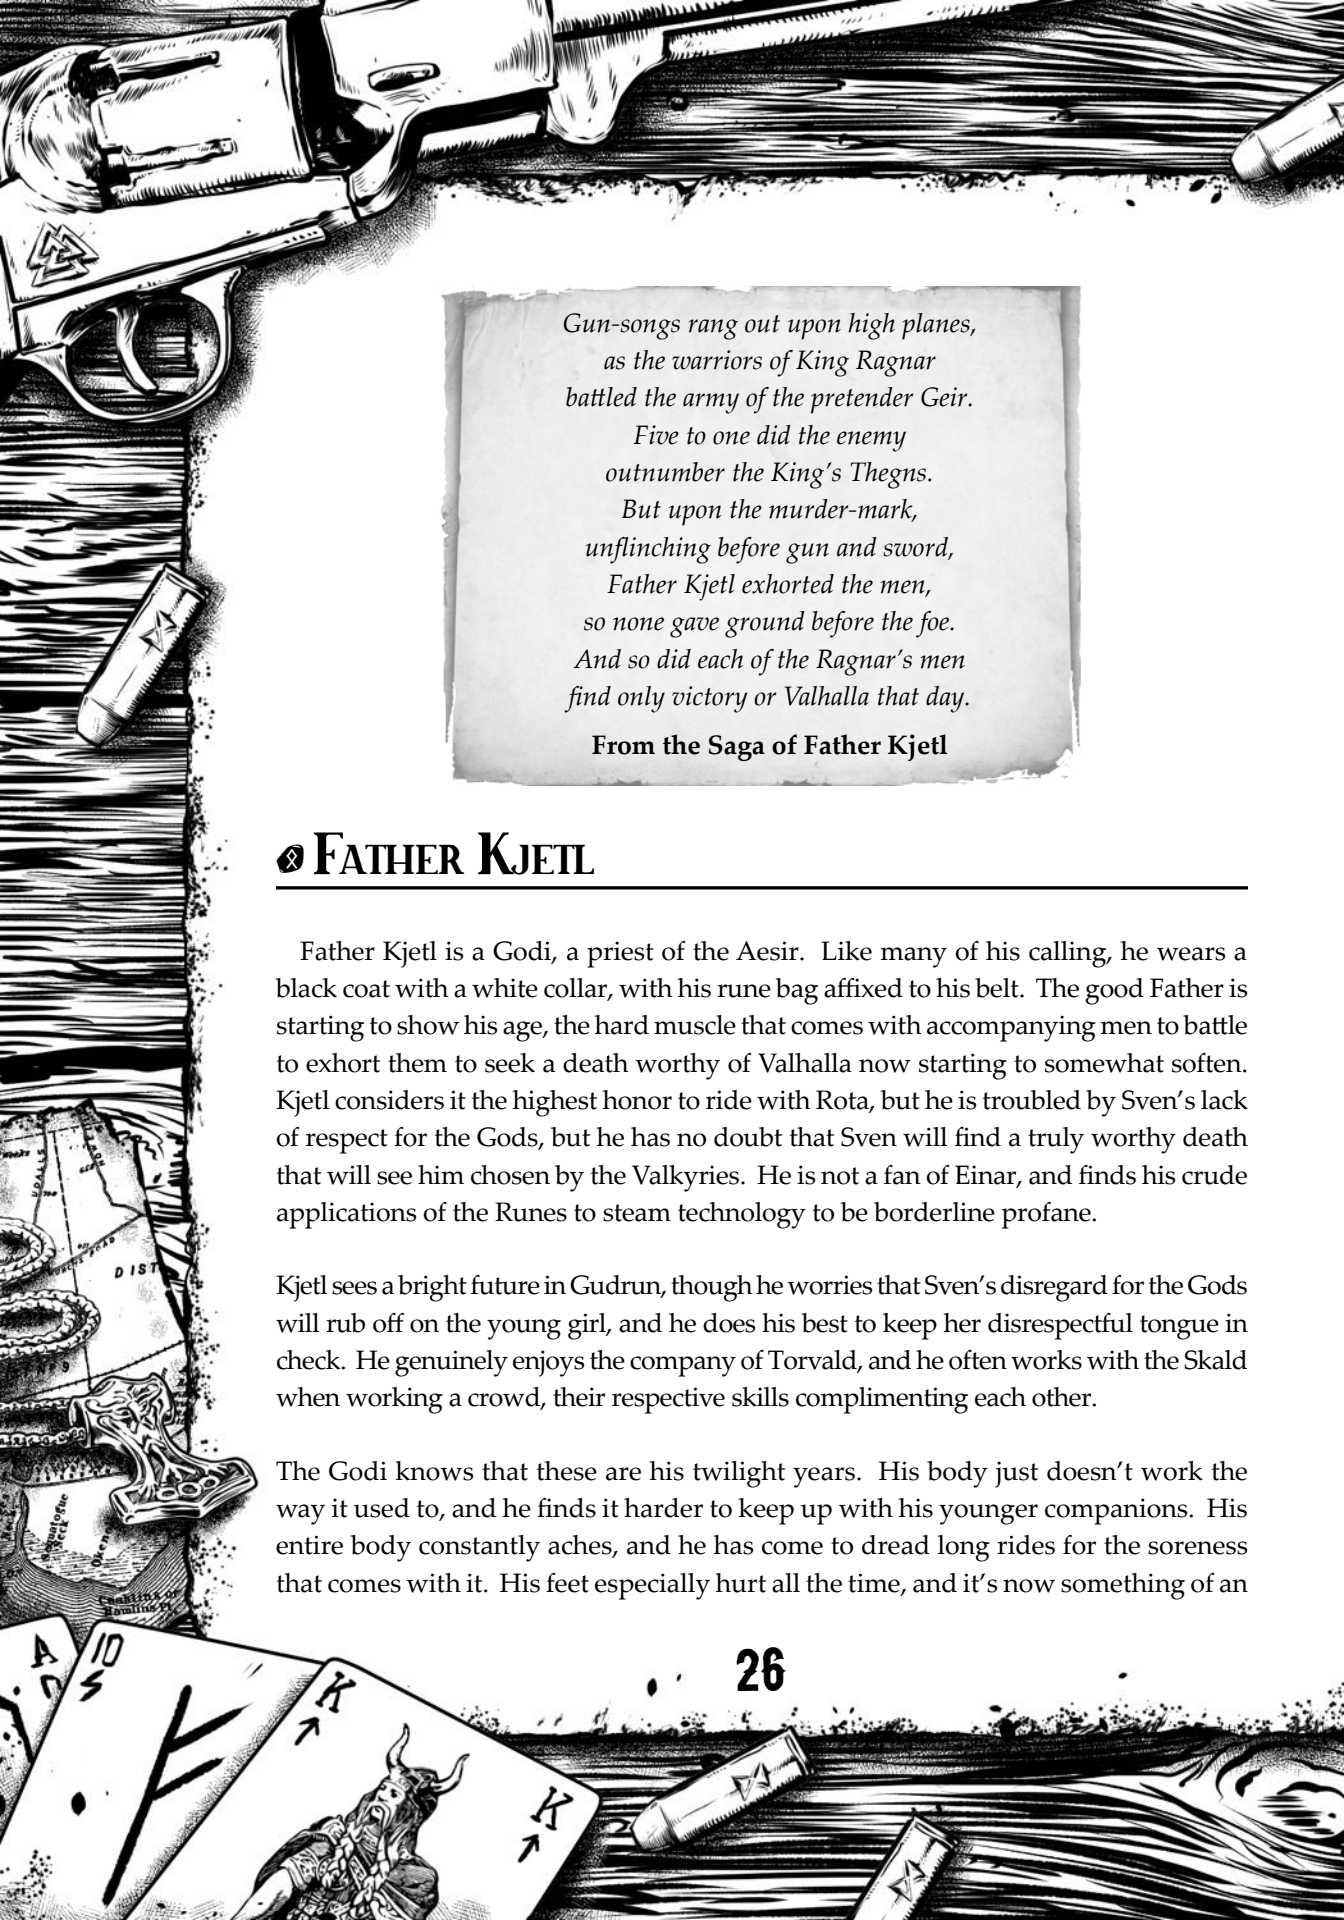 Gun-songs rang out upon high planes,
as the warriors of King Ragnar
battled the army of the pretender Geir.
Five to one did the enemy
outnumber the King's Thegns.
But upon the murder-mark,
unflinching before gun and sword,
Father Kjetl exhorted the men,
so none gave ground before the foe.
And so did each of the Ragnar's men
find only victory or Valhalla that day.
From the Saga of Father Kjetl
Father Kjetl
Father Kjetl is a Godi, a priest of the Aesir.  Like many of his calling, he wears a
black coat with a white collar, with his rune bag affixed to his belt.  The good Father is
starting to show his age, the hard muscle that comes with accompanying men to battle
to exhort them to seek a death worthy of Valhalla now starting to somewhat soften.
Kjetl considers it the highest honor to ride with Rota, but he is troubled by Sven's lack
of respect for the Gods, but he has no doubt that Sven will find a truly worthy death
that will see him chosen by the Valkyries.  He is not a fan of Einar, and finds his crude
applications of the Runes to steam technology to be borderline profane.
Kjetl sees a bright future in Gudrun, though he worries that Sven's disregard for the Gods
will rub off on the young girl, and he does his best to keep her disrespectful tongue in
check.  He genuinely enjoys the company of Torvald, and he often works with the Skald
when working a crowd, their respective skills complimenting each other.
The Godi knows that these are his twilight years.  His body just doesn't work the
way it used to, and he finds it harder to keep up with his younger companions.  His
entire body constantly aches, and he has come to dread long rides for the soreness
that comes with it.  His feet especially hurt all the time, and it's now something of an
26
DIST
A
10
K
K